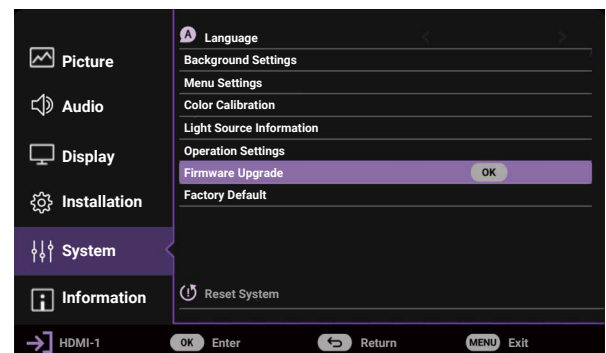 Picture
Audio
Display
Installation
System
Information
A Language
Background Settings
Menu Settings
Color Calibration
Light Source Information
Operation Settings
Firmware Upgrade OK
Factory Default
Reset System
HDMI-1 OK Enter Return MENU Exit